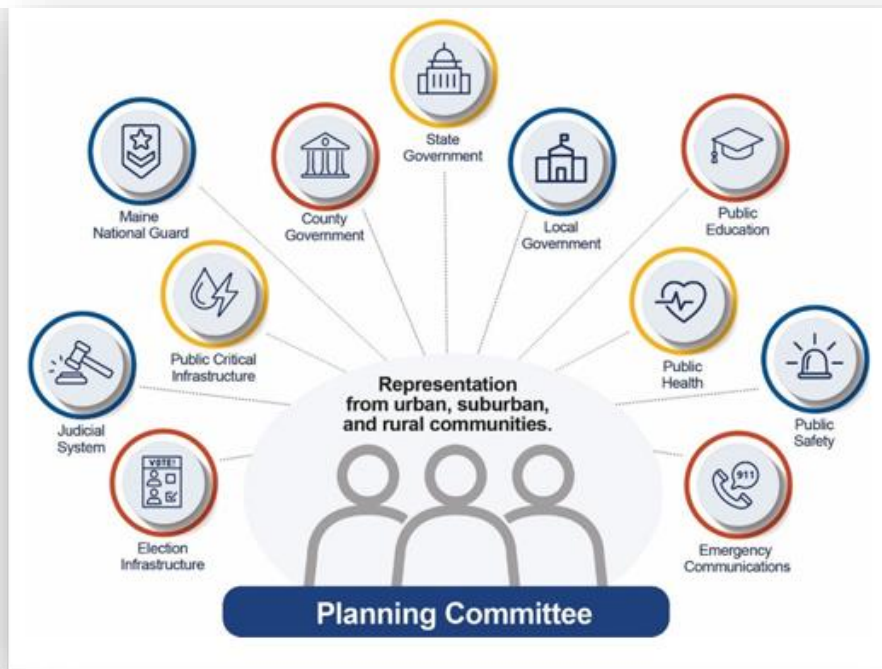 State
Government
Maine
National Guard
County
Government
Local
Government
Public
Education
Public Critical
Infrastructure
Public
Health
Judicial
System
Public
Safety
VOTE!
Election
Infrastructure
911
Emergency
Communications
Representation
from urban, suburban,
and rural communities.
Planning Committee